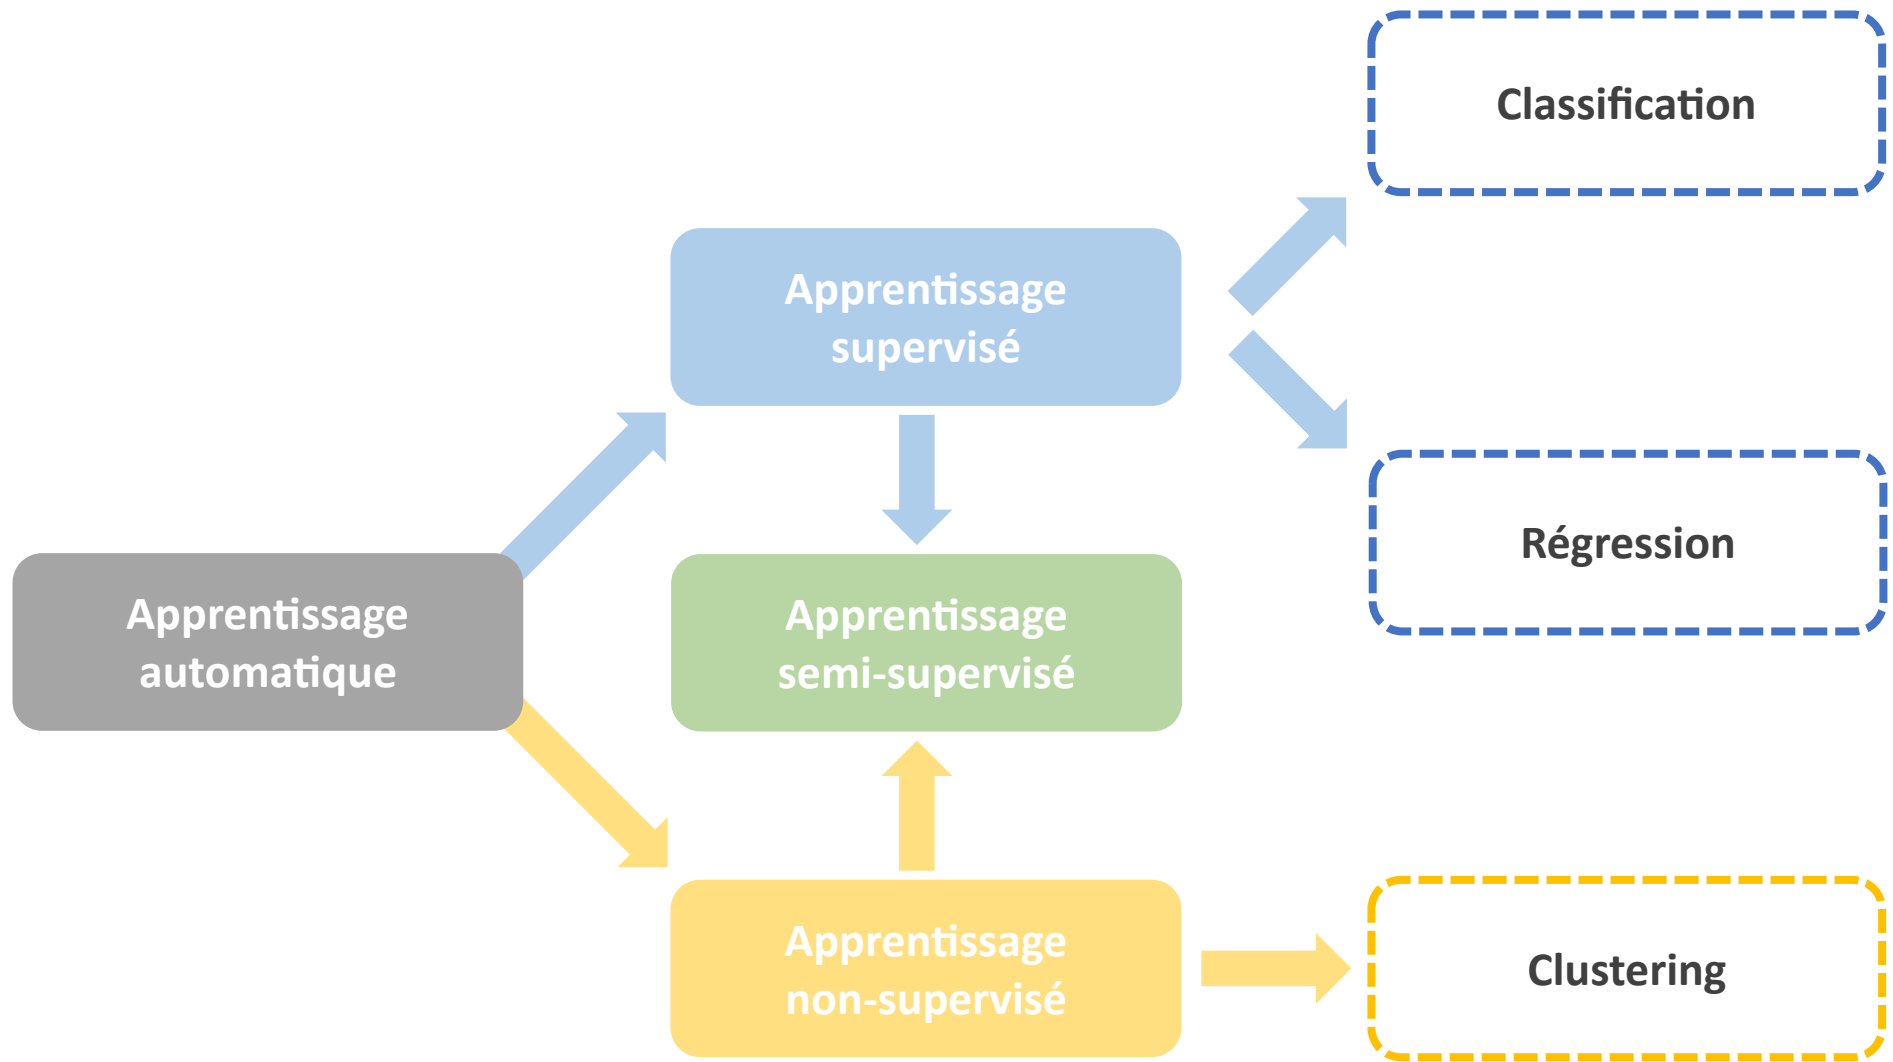 Classification
Apprentissage
supervisé
Régression
Apprentissage
automatique
Apprentissage
semi-supervisé
Apprentissage
non-supervisé
Clustering